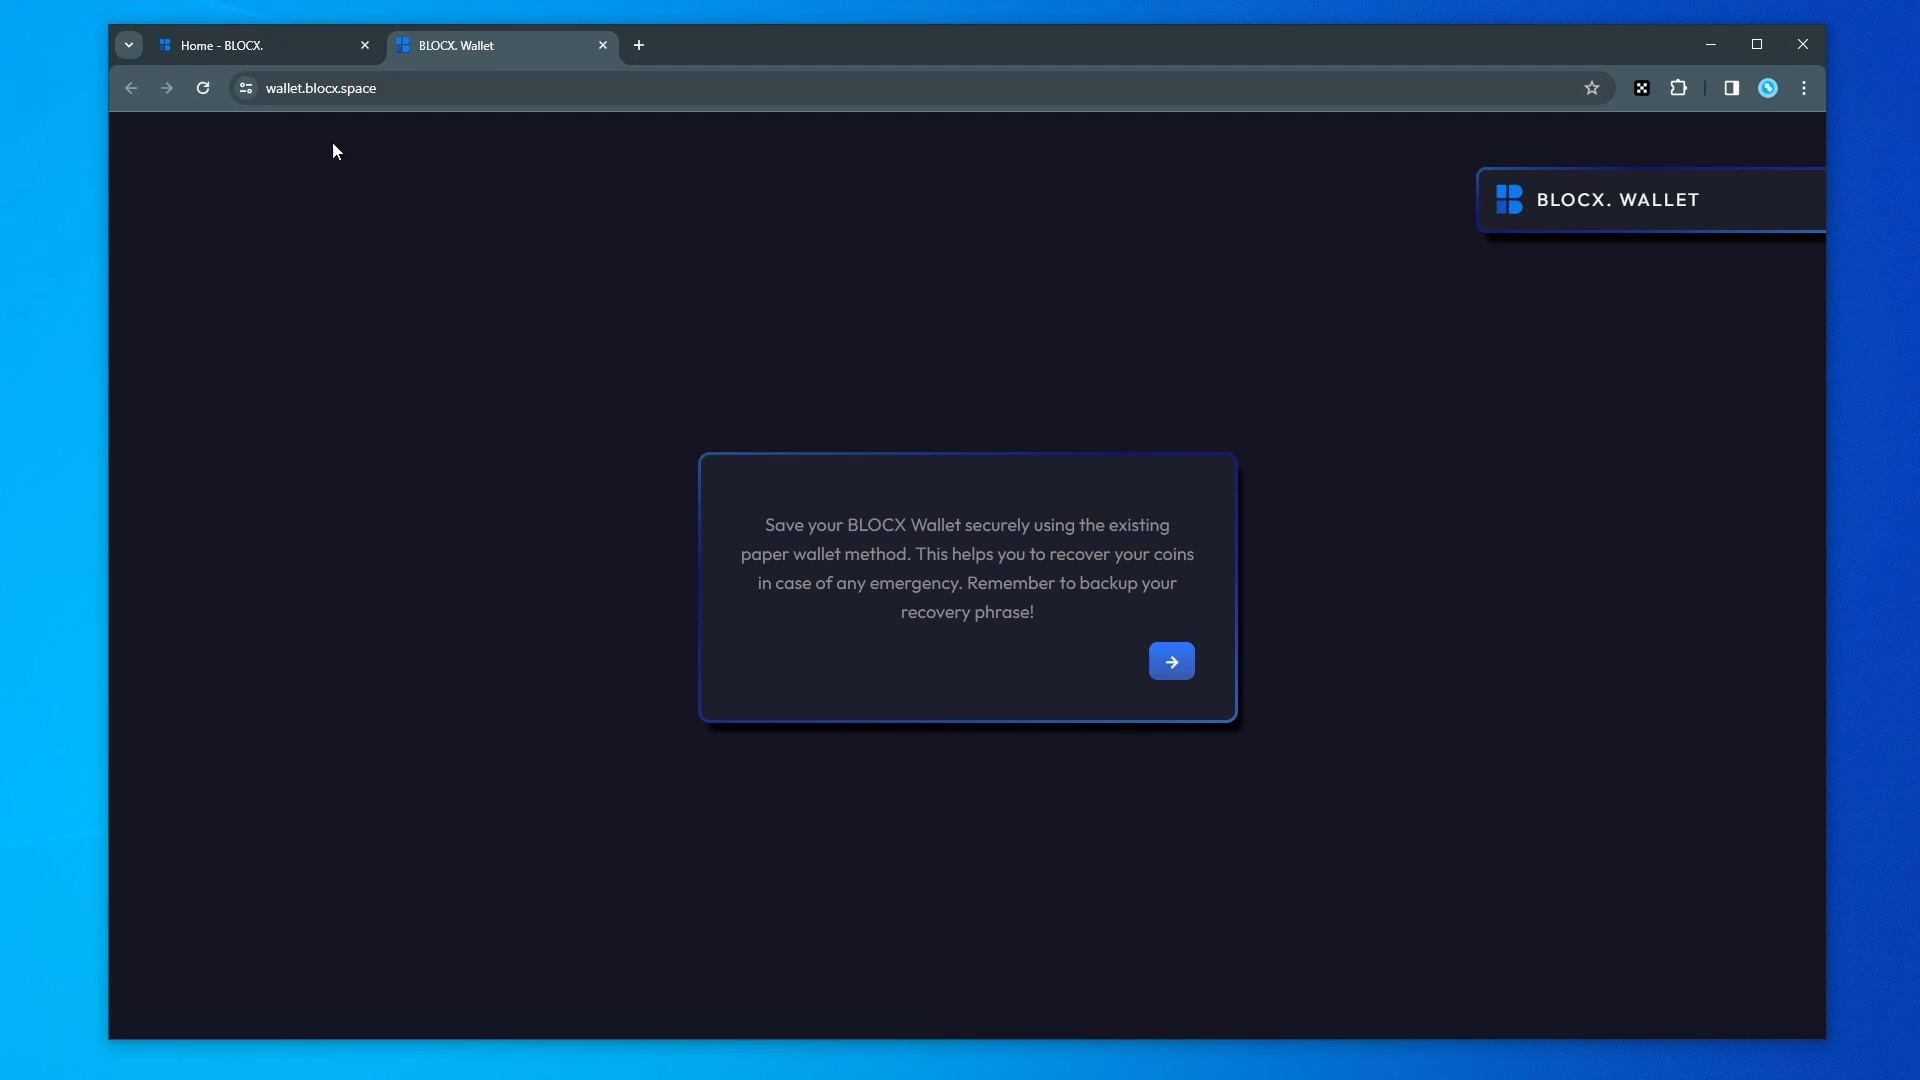 Home - BLOCX.
BLOCX. Wallet
wallet.blocx.space
BLOCX. WALLET
Save your BLOCX Wallet securely using the existing
paper wallet method. This helps you to recover your coins
in case of any emergency. Remember to backup your
recovery phrase!